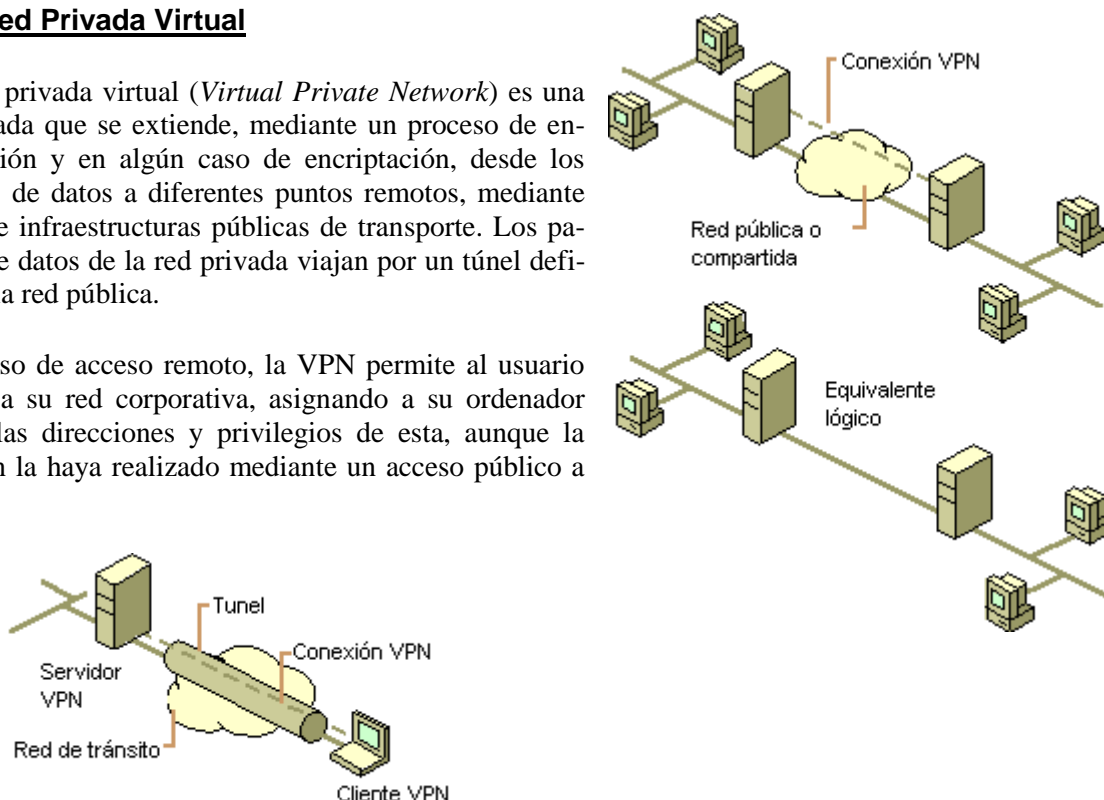 ed Privada Virtual
privada virtual (Virtual Private Network) es una
ada que se extiende, mediante un proceso de en-
ión y en algún caso de encriptación, desde los
de datos a diferentes puntos remotos, mediante
e infraestructuras públicas de transporte. Los pa-
e datos de la red privada viajan por un túnel defi-
la red pública.
so de acceso remoto, la VPN permite al usuario
a su red corporativa, asignando a su ordenador
las direcciones y privilegios de esta, aunque la
n la haya realizado mediante un acceso público a
Conexión VPN
Red pública o
compartida
Equivalente
lógico
Tunel
Conexión VPN
Servidor
VPN
Red de tránsito
Cliente VPN